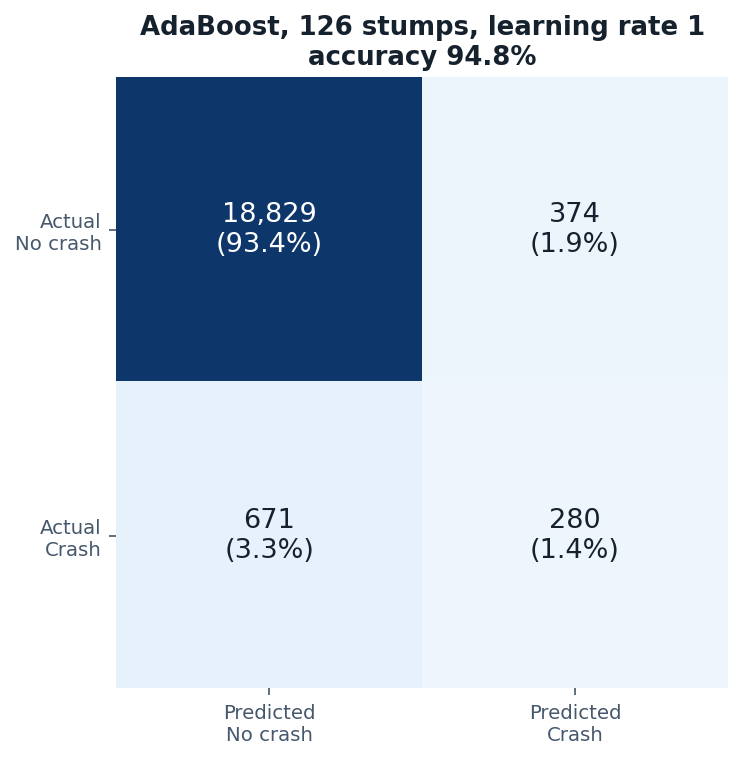 AdaBoost, 126 stumps, learning rate 1
accuracy 94.8%
Actual
No crash
18,829
(93.4%)
374
(1.9%)
Actual
Crash
671
(3.3%)
280
(1.4%)
Predicted
No crash
Predicted
Crash